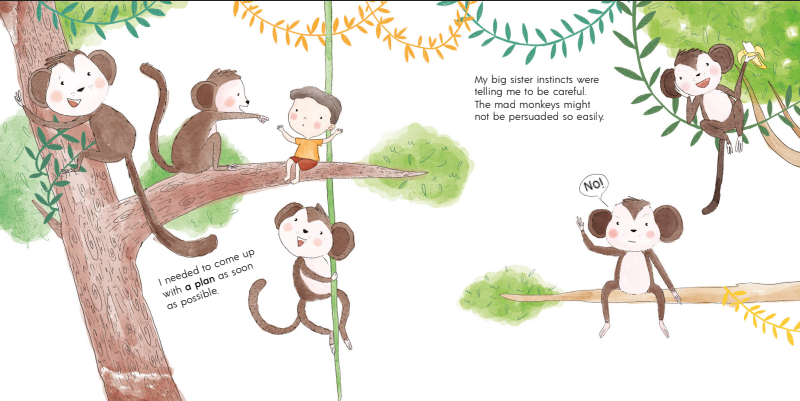 I needed to come up
with a plan as soon
as possible.
My big sister instincts were
telling me to be careful.
The mad monkeys might
not be persuaded so easily.
NO!